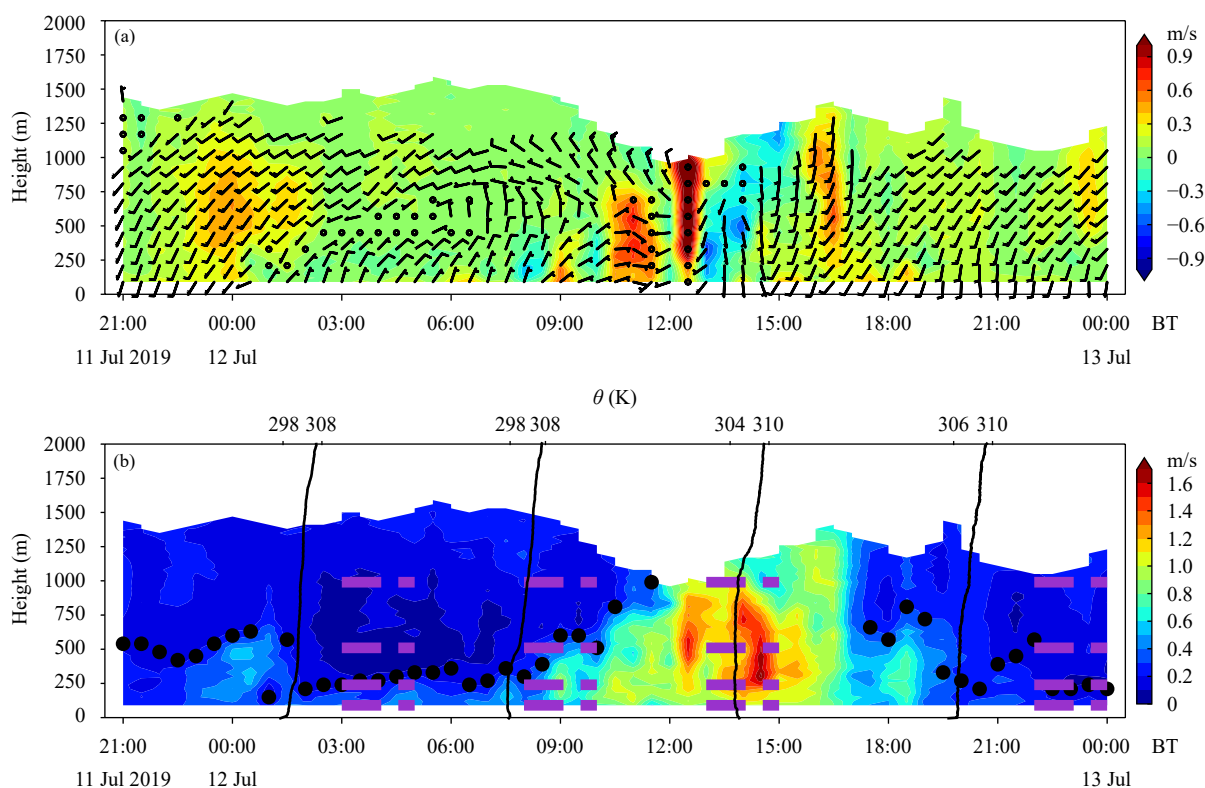 2000
(a)
m/s
1750
0.9
1500
0.6
1250
0.3
1000
0
750
−0.3
500
−0.6
250
−0.9
0
Height (m)
21:00 00:00 03:00 06:00 09:00 12:00 15:00 18:00 21:00 00:00 BT
11 Jul 2019 12 Jul 13 Jul
θ (K)
298 308 298 308 304 310 306 310
2000
(b)
m/s
1750
1.6
1500
1.4
1250
1.2
1000
1.0
750
0.8
500
0.6
250
0.4
0
0.2
0
Height (m)
21:00 00:00 03:00 06:00 09:00 12:00 15:00 18:00 21:00 00:00 BT
11 Jul 2019 12 Jul 13 Jul